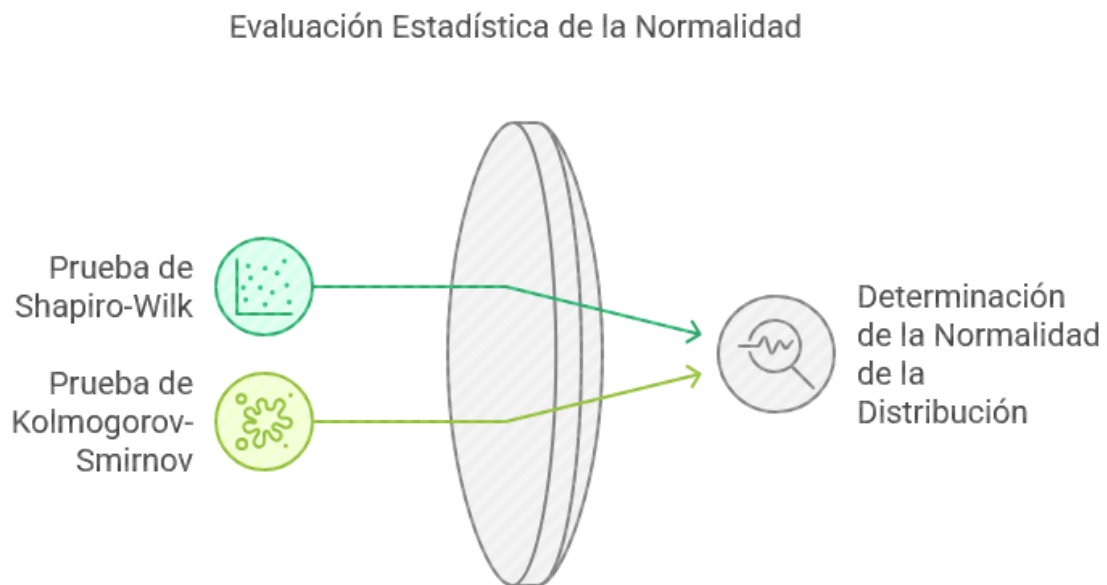 Evaluación Estadística de la Normalidad
Prueba de
Shapiro-Wilk
Prueba de
Kolmogorov-
Smirnov
Determinación
de la Normalidad
de la
Distribución